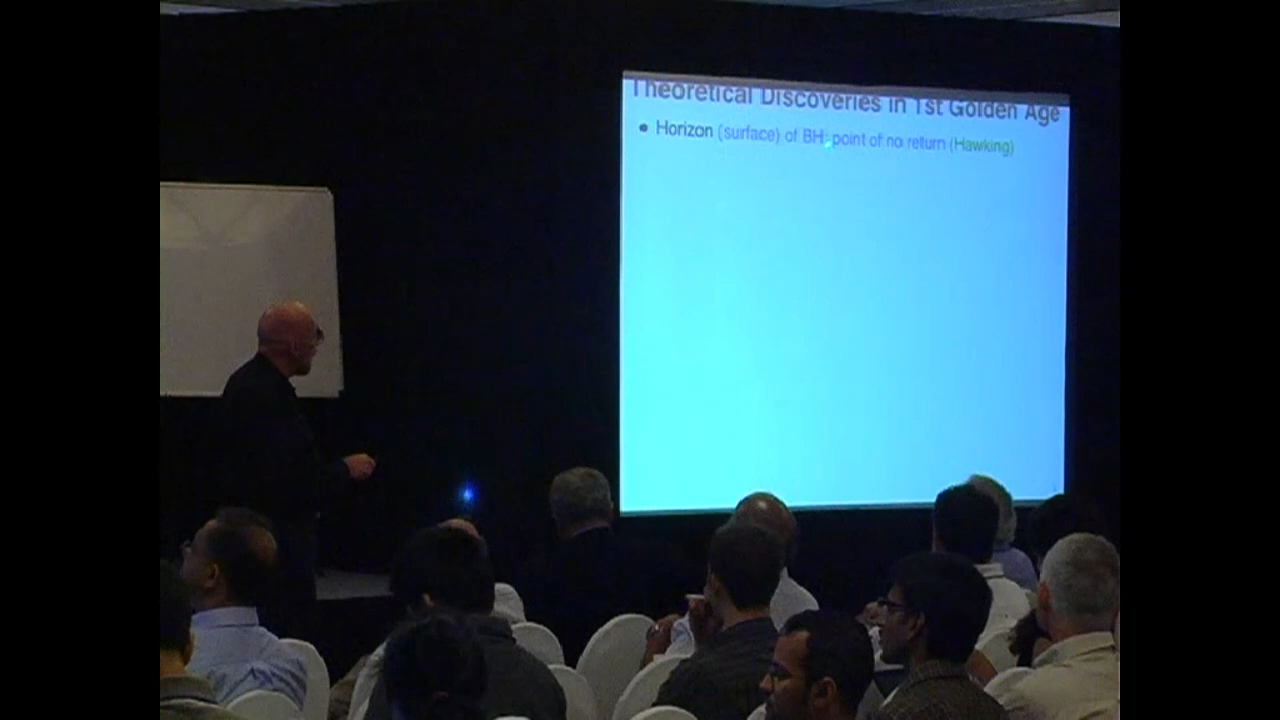 Theoretical Discoveries in 1st Golden Age
• Horizon (surface) of BH: point of no return (Hawking)